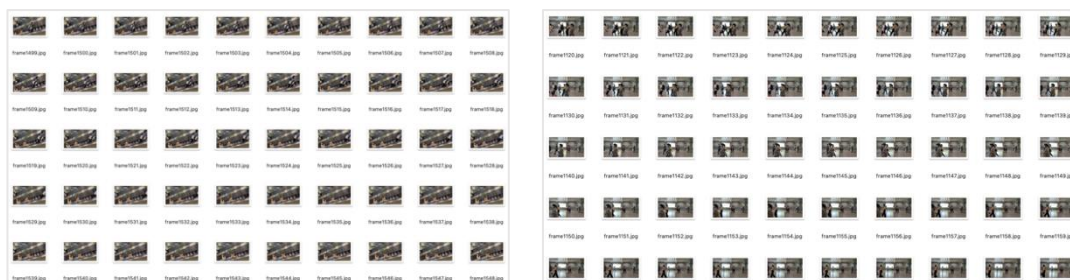 frame1499.jpg frame1500.jpg frame1501.jpg frame1502.jpg frame1503.jpg frame1504.jpg frame1505.jpg frame1506.jpg frame1507.jpg frame1508.jpg
frame1509.jpg frame1510.jpg frame1511.jpg frame1512.jpg frame1513.jpg frame1514.jpg frame1515.jpg frame1516.jpg frame1517.jpg frame1518.jpg
frame1519.jpg frame1520.jpg frame1521.jpg frame1522.jpg frame1523.jpg frame1524.jpg frame1525.jpg frame1526.jpg frame1527.jpg frame1528.jpg
frame1529.jpg frame1530.jpg frame1531.jpg frame1532.jpg frame1533.jpg frame1534.jpg frame1535.jpg frame1536.jpg frame1537.jpg frame1538.jpg
frame1539.jpg frame1540.jpg frame1541.jpg frame1542.jpg frame1543.jpg frame1544.jpg frame1545.jpg frame1546.jpg frame1547.jpg frame1548.jpg
frame1120.jpg frame1121.jpg frame1122.jpg frame1123.jpg frame1124.jpg frame1125.jpg frame1126.jpg frame1127.jpg frame1128.jpg frame1129.j
frame1130.jpg frame1131.jpg frame1132.jpg frame1133.jpg frame1134.jpg frame1135.jpg frame1136.jpg frame1137.jpg frame1138.jpg frame1139.j
frame1140.jpg frame1141.jpg frame1142.jpg frame1143.jpg frame1144.jpg frame1145.jpg frame1146.jpg frame1147.jpg frame1148.jpg frame1149.j
frame1150.jpg frame1151.jpg frame1152.jpg frame1153.jpg frame1154.jpg frame1155.jpg frame1156.jpg frame1157.jpg frame1158.jpg frame1159.j